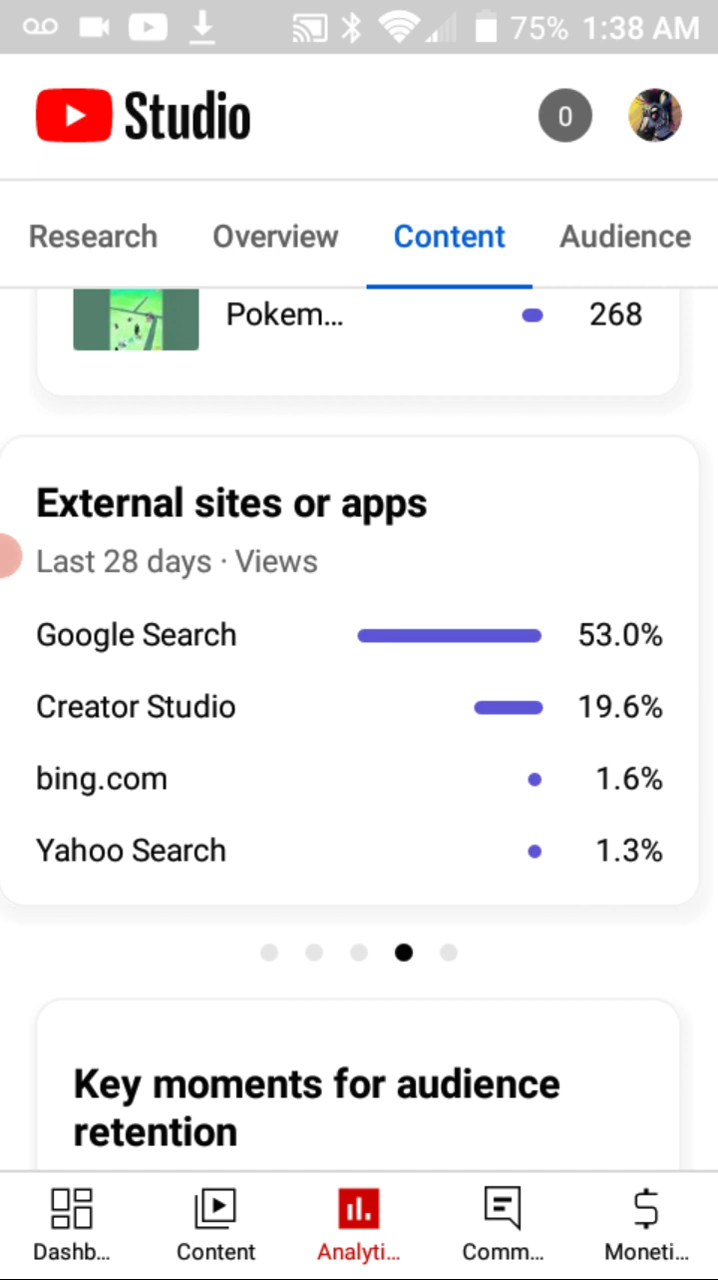 75% 1:38 AM
Studio
0
Research Overview Content Audience
Pokem... 268
External sites or apps
Last 28 days · Views
Google Search 53.0%
Creator Studio 19.6%
bing.com 1.6%
Yahoo Search 1.3%
Key moments for audience
retention
Dashb... Content Analyti... Comm... Moneti...